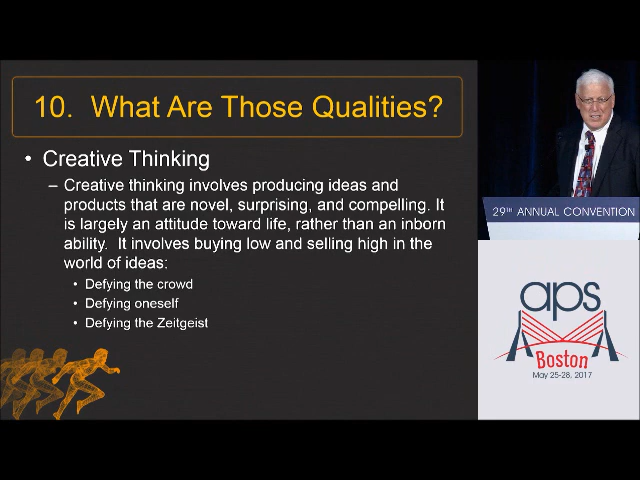 10. What Are Those Qualities?
• Creative Thinking
– Creative thinking involves producing ideas and
products that are novel, surprising, and compelling. It
is largely an attitude toward life, rather than an inborn
ability. It involves buying low and selling high in the
world of ideas:
• Defying the crowd
• Defying oneself
• Defying the Zeitgeist
29TH ANNUAL CONVENTION
aps
Boston
May 25-28, 2017